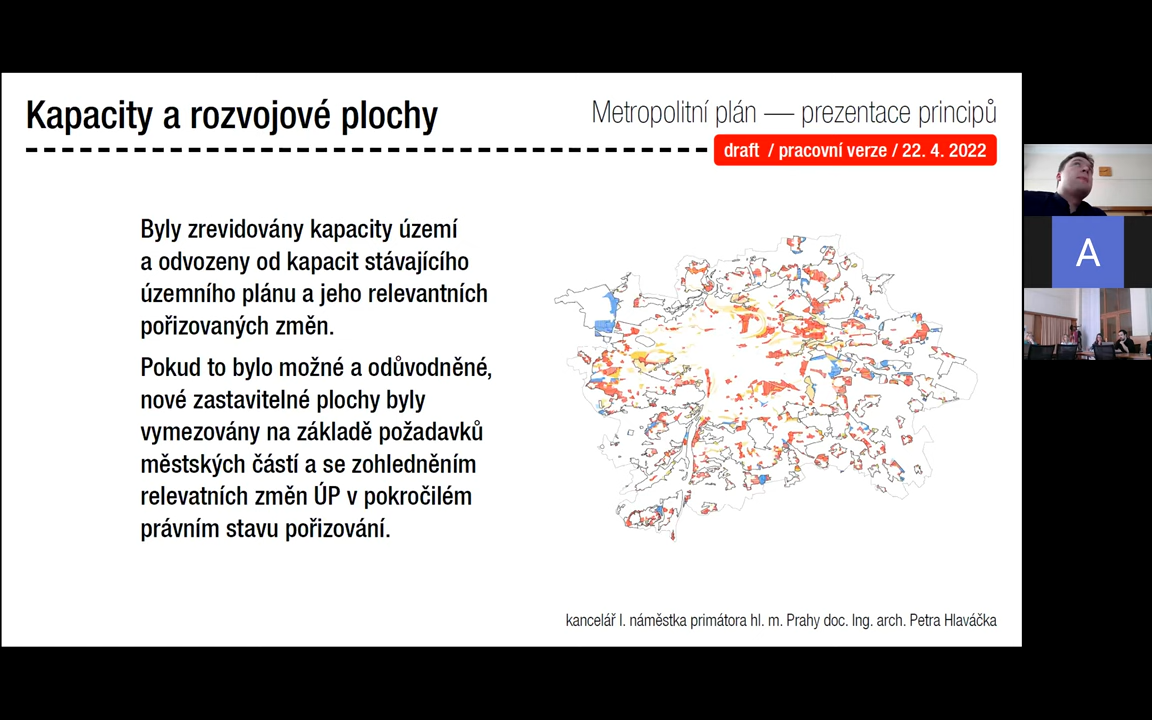 Kapacity a rozvojové plochy
Metropolitní plán — prezentace principů
draft / pracovní verze / 22. 4. 2022
Byly zrevidovány kapacity území
a odvozeny od kapacit stávajícího
územního plánu a jeho relevantních
pořizovaných změn.
Pokud to bylo možné a odůvodněné,
nové zastavitelné plochy byly
vymezovány na základě požadavků
městských částí a se zohledněním
relevatních změn ÚP v pokročilém
právním stavu pořizování.
kancelář I. náměstka primátora hl. m. Prahy doc. Ing. arch. Petra Hlaváčka
A